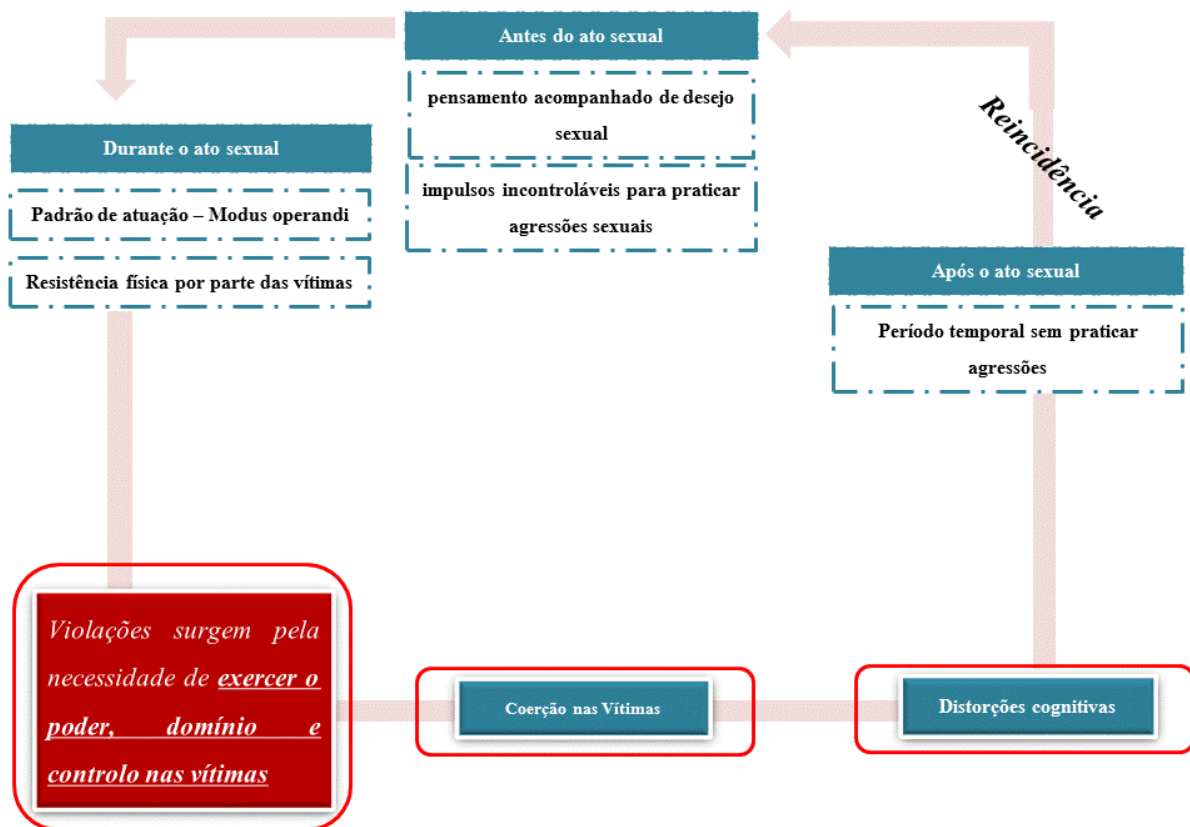 Antes do ato sexual
pensamento acompanhado de desejo
sexual
impulsos incontroláveis para praticar
agressões sexuais
Durante o ato sexual
Padrão de atuação – Modus operandi
Resistência física por parte das vítimas
Reincidência
Após o ato sexual
Período temporal sem praticar
agressões
Violações surgem pela
necessidade de exercer o
poder, domínio e
controlo nas vítimas
Coerção nas Vítimas
Distorções cognitivas